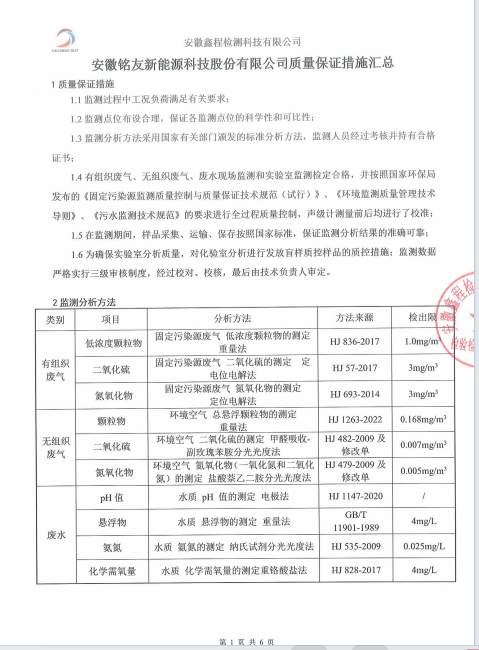 XINCHENG TEST
安徽鑫程检测科技有限公司
安徽铭友新能源科技股份有限公司质量保证措施汇总
1 质量保证措施
1.1 监测过程中工况负荷满足有关要求；
1.2 监测点位布设合理，保证各监测点位的科学性和可比性；
1.3 监测分析方法采用国家有关部门颁发的标准分析方法，监测人员经过考核并持有合格
证书；
1.4 有组织废气、无组织废气、废水现场监测和实验室监测检定合格，并按照国家环保局
发布的《固定污染源监测质量控制与质量保证技术规范（试行）》、《环境监测质量管理技术
导则》、《污水监测技术规范》的要求进行全过程质量控制，声级计测量前后均进行了校准；
1.5 在监测期间，样品采集、运输、保存按照国家标准，保证监测分析结果的准确可靠；
1.6 为确保实验室分析质量，对化验室分析进行发放盲样质控样品的质控措施；监测数据
严格实行三级审核制度，经过校对、校核，最后由技术负责人审定。
2 监测分析方法
类别 项目 分析方法 方法来源 检出限
有组织废气 低浓度颗粒物 固定污染源废气 低浓度颗粒物的测定 重量法 HJ 836-2017 1.0mg/m³
二氧化硫 固定污染源废气 二氧化硫的测定 定电位电解法 HJ 57-2017 3mg/m³
氮氧化物 固定污染源废气 氮氧化物的测定 定位电解法 HJ 693-2014 3mg/m³
无组织废气 颗粒物 环境空气 总悬浮颗粒物的测定 重量法 HJ 1263-2022 0.168mg/m³
二氧化硫 环境空气 二氧化硫的测定 甲醛吸收-副玫瑰苯胺分光光度法 HJ 482-2009 及修改单 0.007mg/m³
氮氧化物 环境空气 氮氧化物（一氧化氮和二氧化氮）的测定 盐酸萘乙二胺分光光度法 HJ 479-2009 及修改单 0.005mg/m³
废水 pH 值 水质 pH 值的测定 电极法 HJ 1147-2020 /
悬浮物 水质 悬浮物的测定 重量法 GB/T 11901-1989 4mg/L
氨氮 水质 氨氮的测定 纳氏试剂分光光度法 HJ 535-2009 0.025mg/L
化学需氧量 水质 化学需氧量的测定重铬酸盐法 HJ 828-2017 4mg/L
安徽鑫程检
检验检
第 1 页 共 6 页